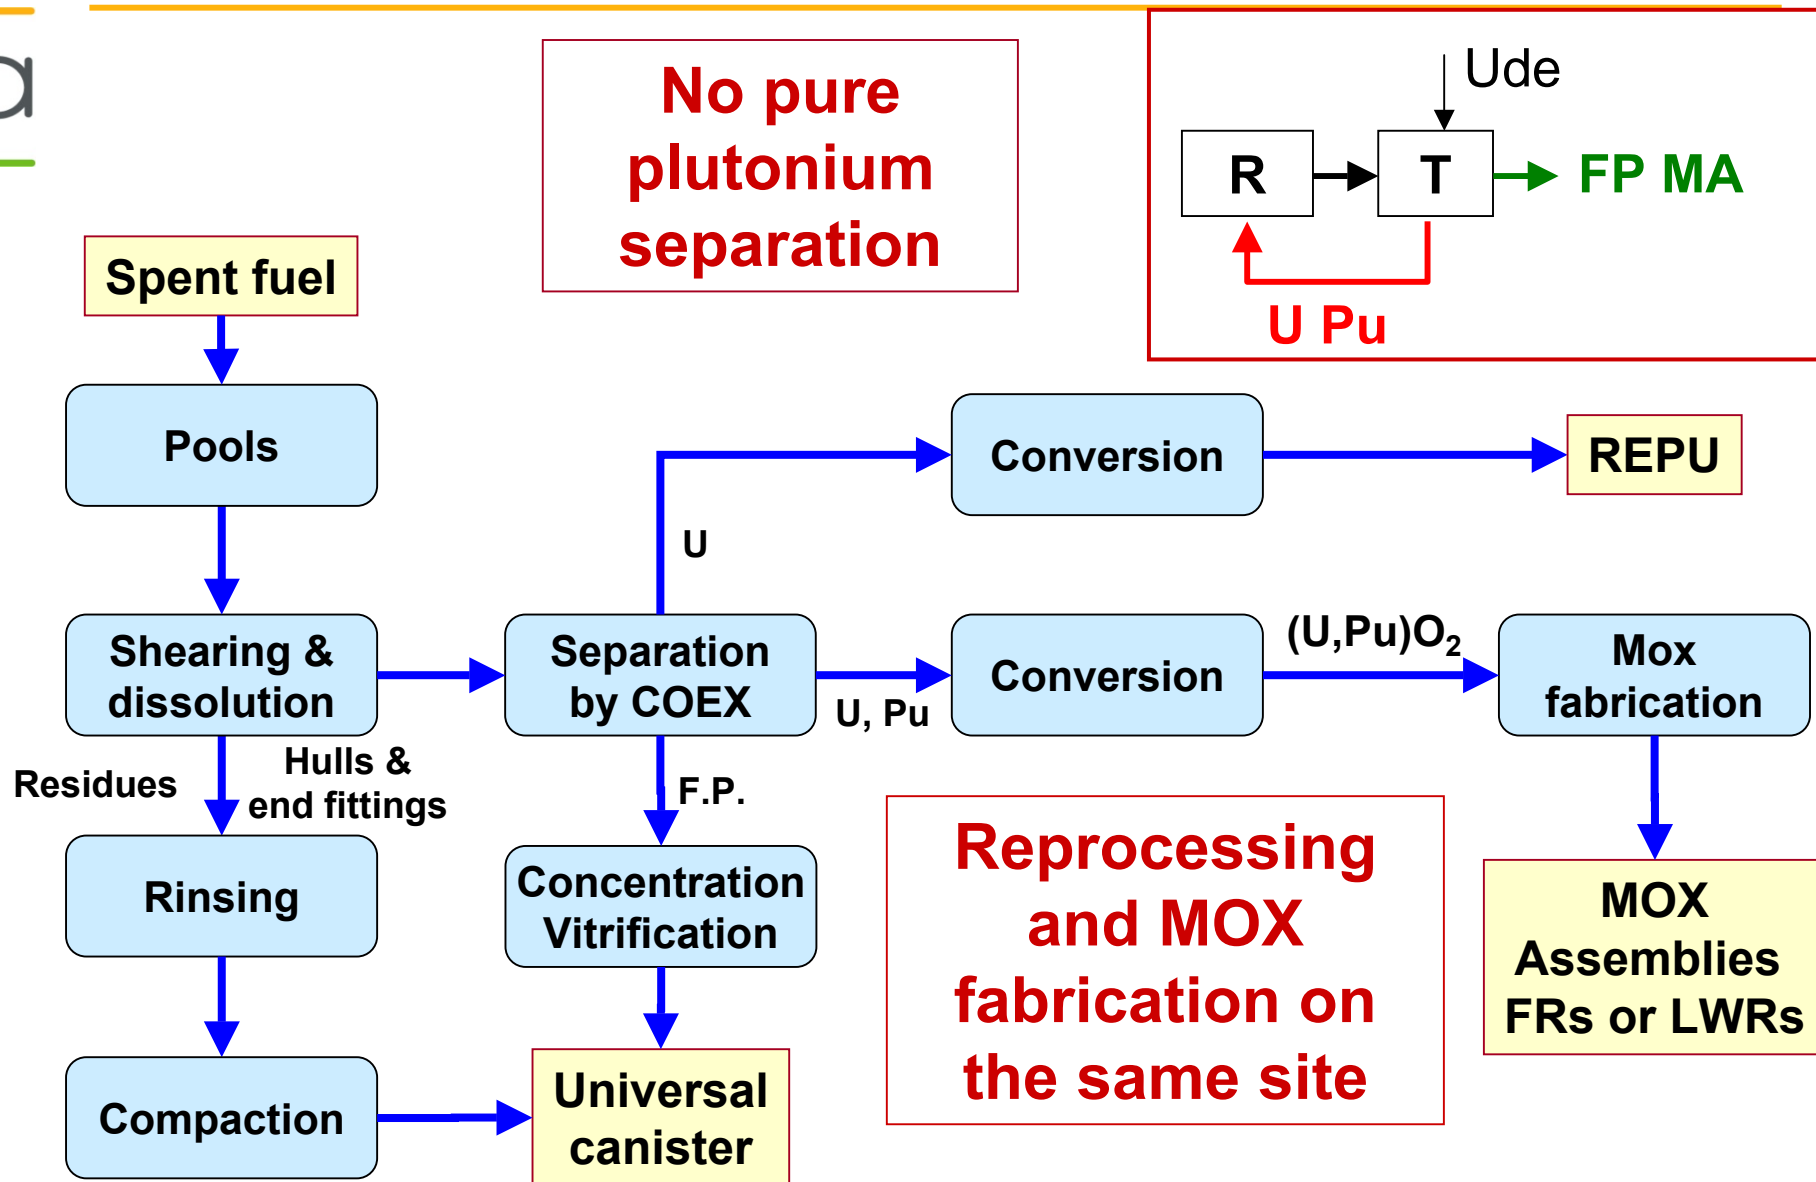 a
No pure
plutonium
separation
Ude
R
T
FP MA
U Pu
Spent fuel
Pools
Conversion
REPU
U
Shearing &
dissolution
Separation
by COEX
U, Pu
Conversion
(U,Pu)O₂
Mox
fabrication
Residues
Hulls &
end fittings
F.P.
Rinsing
Concentration
Vitrification
Reprocessing
and MOX
fabrication on
the same site
MOX
Assemblies
FRs or LWRs
Compaction
Universal
canister